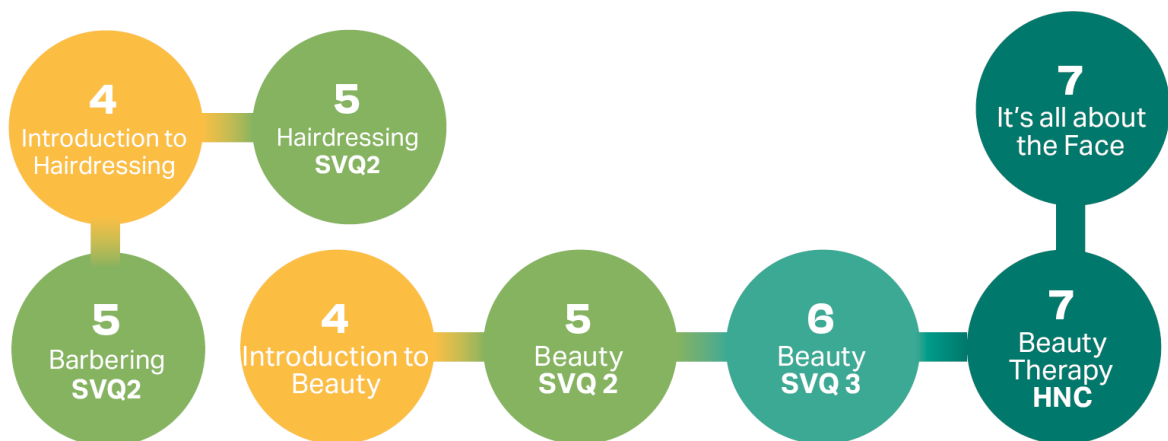 4
Introduction to
Hairdressing
5
Hairdressing
SVQ2
7
It's all about
the Face
5
Barbering
SVQ2
4
Introduction to
Beauty
5
Beauty
SVQ 2
6
Beauty
SVQ 3
7
Beauty
Therapy
HNC